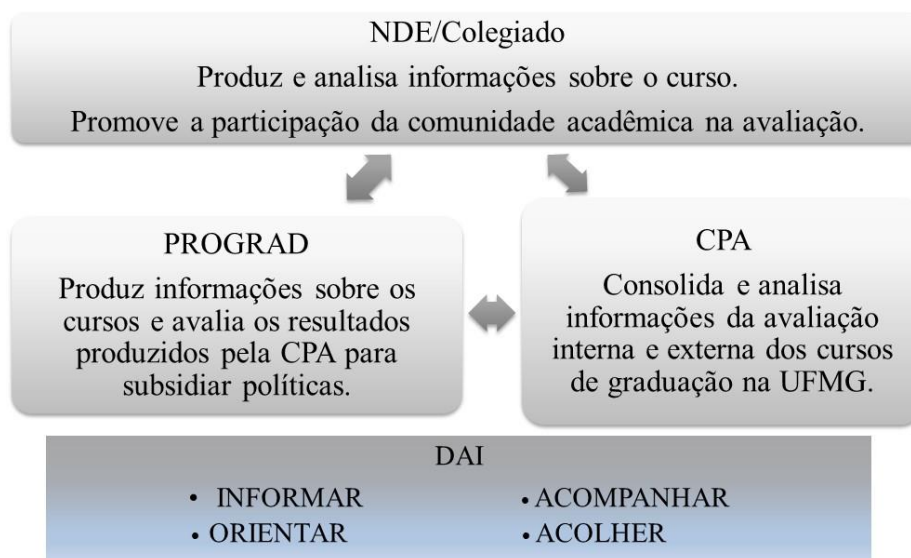 NDE/Colegiado
Produz e analisa informações sobre o curso.
Promove a participação da comunidade acadêmica na avaliação.
PROGRAD
Produz informações sobre os
cursos e avalia os resultados
produzidos pela CPA para
subsidiar políticas.
CPA
Consolida e analisa
informações da avaliação
interna e externa dos cursos
de graduação na UFMG.
DAI
• INFORMAR
• ORIENTAR
• ACOMPANHAR
• ACOLHER